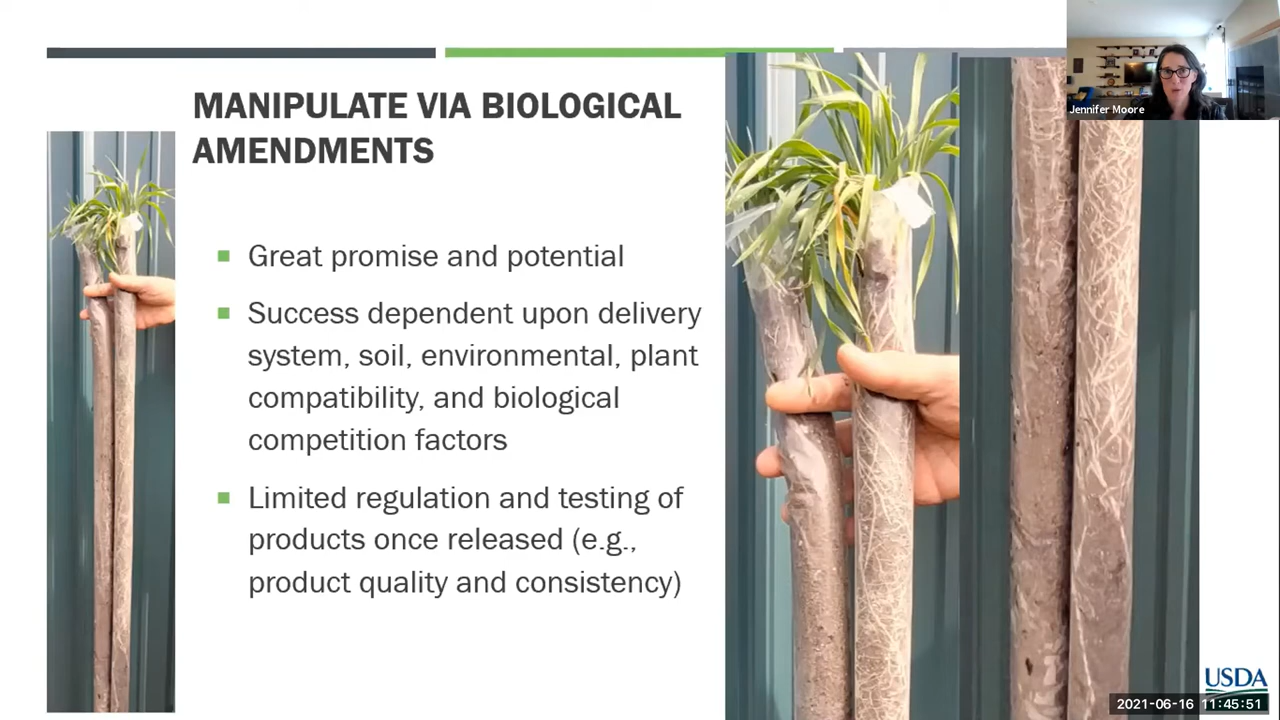 MANIPULATE VIA BIOLOGICAL
AMENDMENTS
Great promise and potential
Success dependent upon delivery
system, soil, environmental, plant
compatibility, and biological
competition factors
Limited regulation and testing of
products once released (e.g.,
product quality and consistency)
Jennifer Moore
USDA
2021-06-16 11:45:51